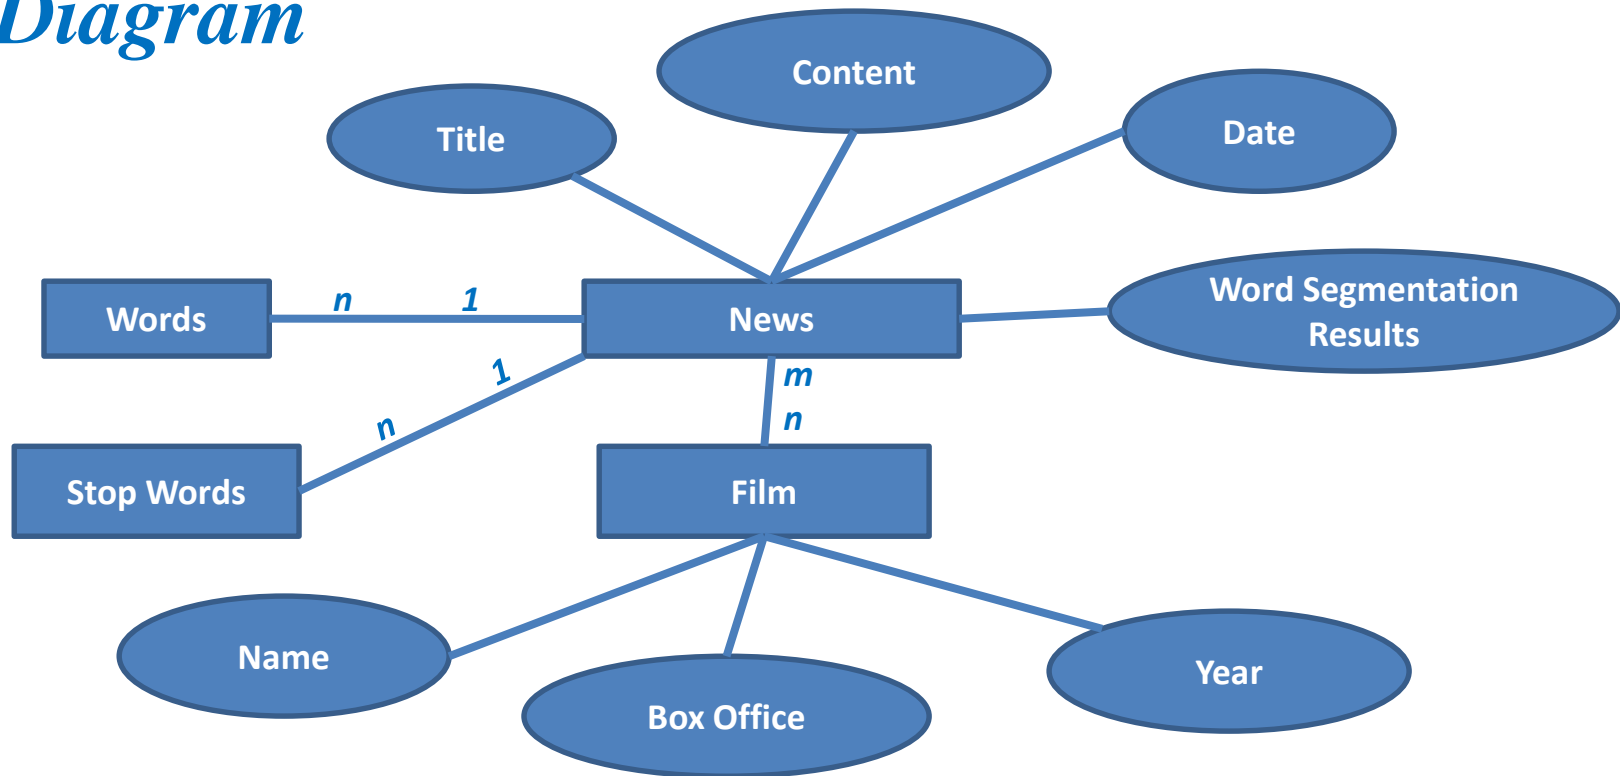 Diagram
Content
Title
Date
Words
n
1
News
Word Segmentation
Results
1
m
n
n
Stop Words
Film
Name
Box Office
Year